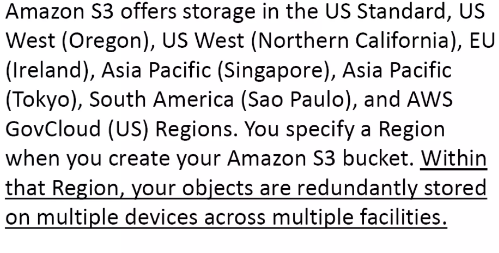 Amazon S3 offers storage in the US Standard, US
West (Oregon), US West (Northern California), EU
(Ireland), Asia Pacific (Singapore), Asia Pacific
(Tokyo), South America (Sao Paulo), and AWS
GovCloud (US) Regions. You specify a Region
when you create your Amazon S3 bucket. Within
that Region, your objects are redundantly stored
on multiple devices across multiple facilities.